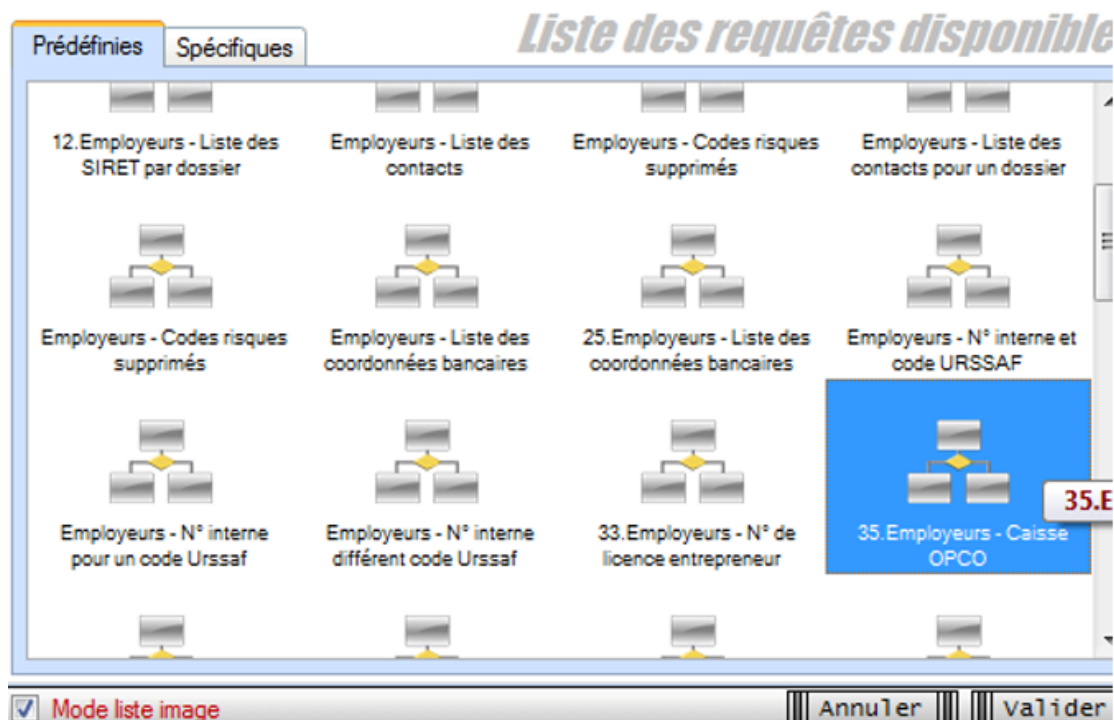 Liste des requêtes disponible
Prédéfinies
Spécifiques
12.Employeurs - Liste des
SIRET par dossier
Employeurs - Liste des
contacts
Employeurs - Codes risques
supprimés
Employeurs - Liste des
contacts pour un dossier
Employeurs - Codes risques
supprimés
Employeurs - Liste des
coordonnées bancaires
25.Employeurs - Liste des
coordonnées bancaires
Employeurs - N° interne et
code URSSAF
Employeurs - N° interne
pour un code Urssaf
Employeurs - N° interne
différent code Urssaf
33.Employeurs - N° de
licence entrepreneur
35.Employeurs - Caisse
OPCO
35.E
Mode liste image
Annuler
Valider